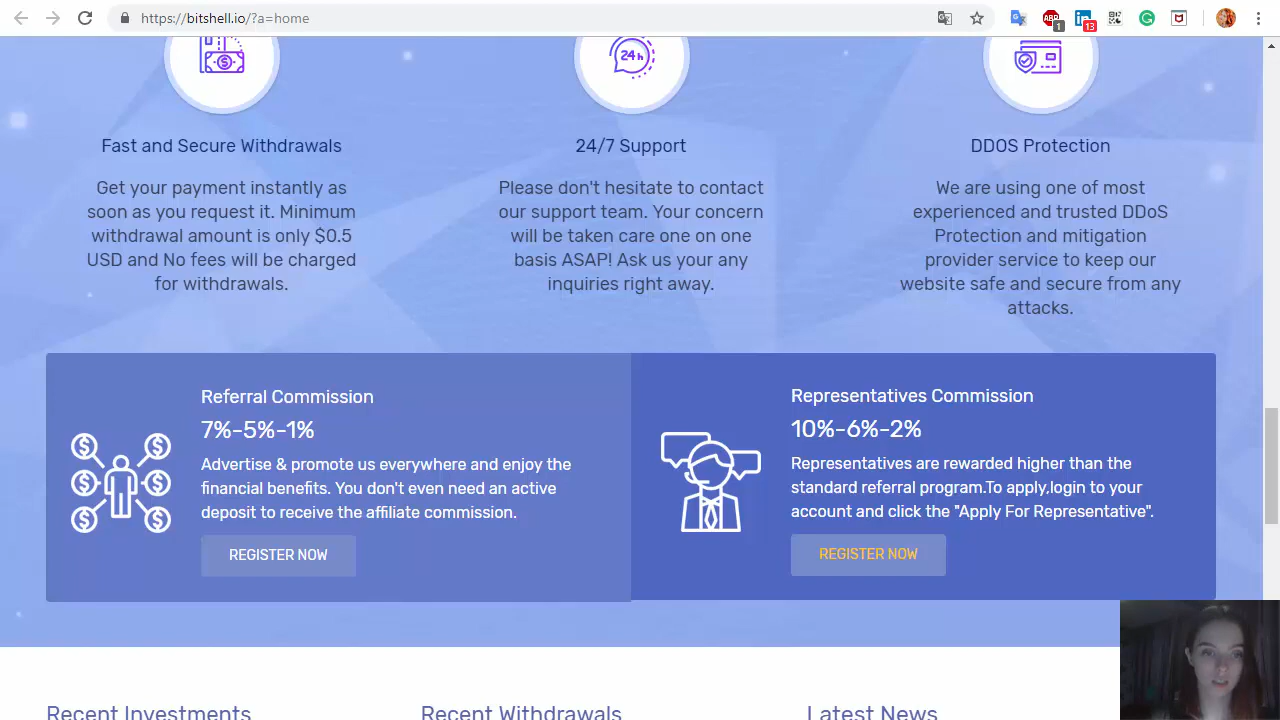 https://bitshell.io/?a=home
ABP
1
13
24h
Fast and Secure Withdrawals
Get your payment instantly as
soon as you request it. Minimum
withdrawal amount is only $0.5
USD and No fees will be charged
for withdrawals.
24/7 Support
Please don't hesitate to contact
our support team. Your concern
will be taken care one on one
basis ASAP! Ask us your any
inquiries right away.
DDOS Protection
We are using one of most
experienced and trusted DDoS
Protection and mitigation
provider service to keep our
website safe and secure from any
attacks.
Referral Commission
7%-5%-1%
Advertise & promote us everywhere and enjoy the
financial benefits. You don't even need an active
deposit to receive the affiliate commission.
REGISTER NOW
Representatives Commission
10%-6%-2%
Representatives are rewarded higher than the
standard referral program.To apply,login to your
account and click the "Apply For Representative".
REGISTER NOW
Recent Investments
Recent Withdrawals
Latest News